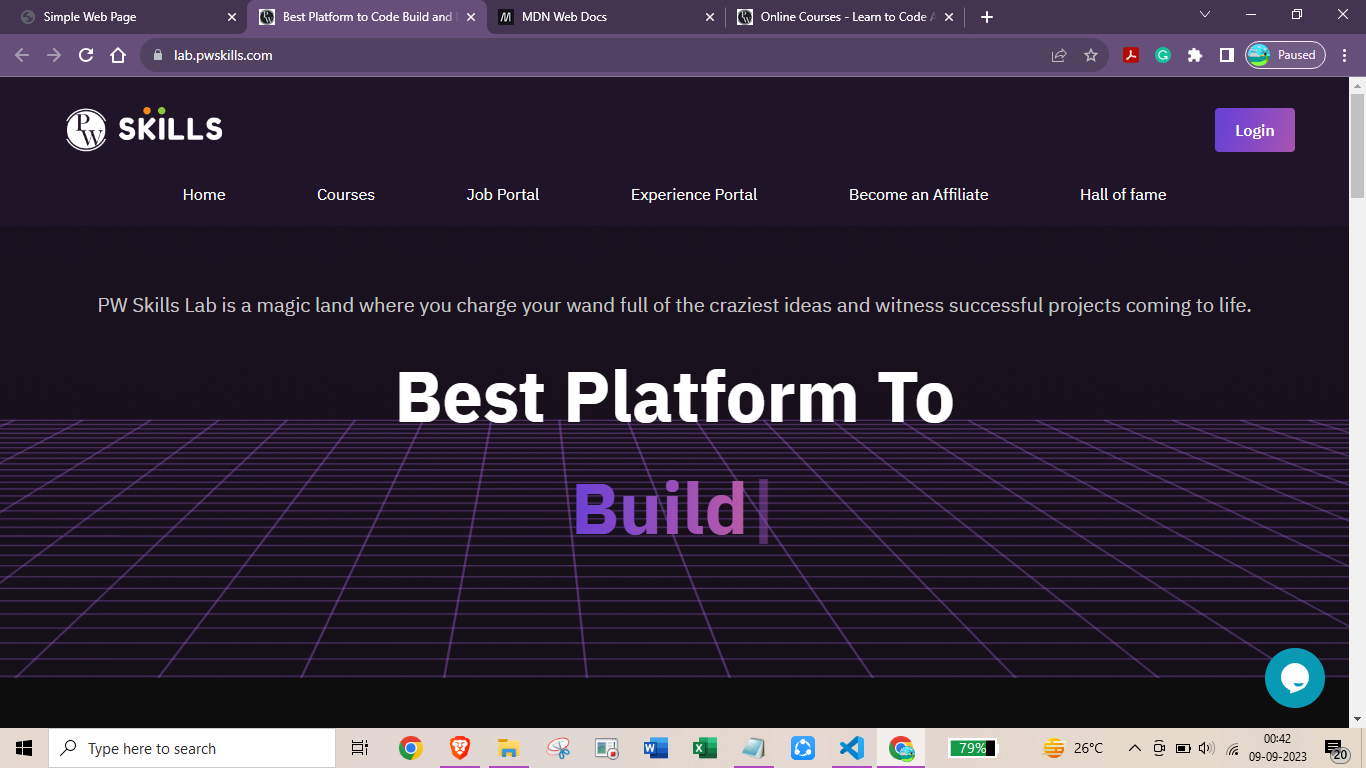 Simple Web Page
Best Platform to Code Build and
MDN Web Docs
Online Courses - Learn to Code A
lab.pwskills.com
Paused
PW SKILLS
Login
Home
Courses
Job Portal
Experience Portal
Become an Affiliate
Hall of fame
PW Skills Lab is a magic land where you charge your wand full of the craziest ideas and witness successful projects coming to life.
Best Platform To
Build
Type here to search
79%
26°C
00:42
09-09-2023
20